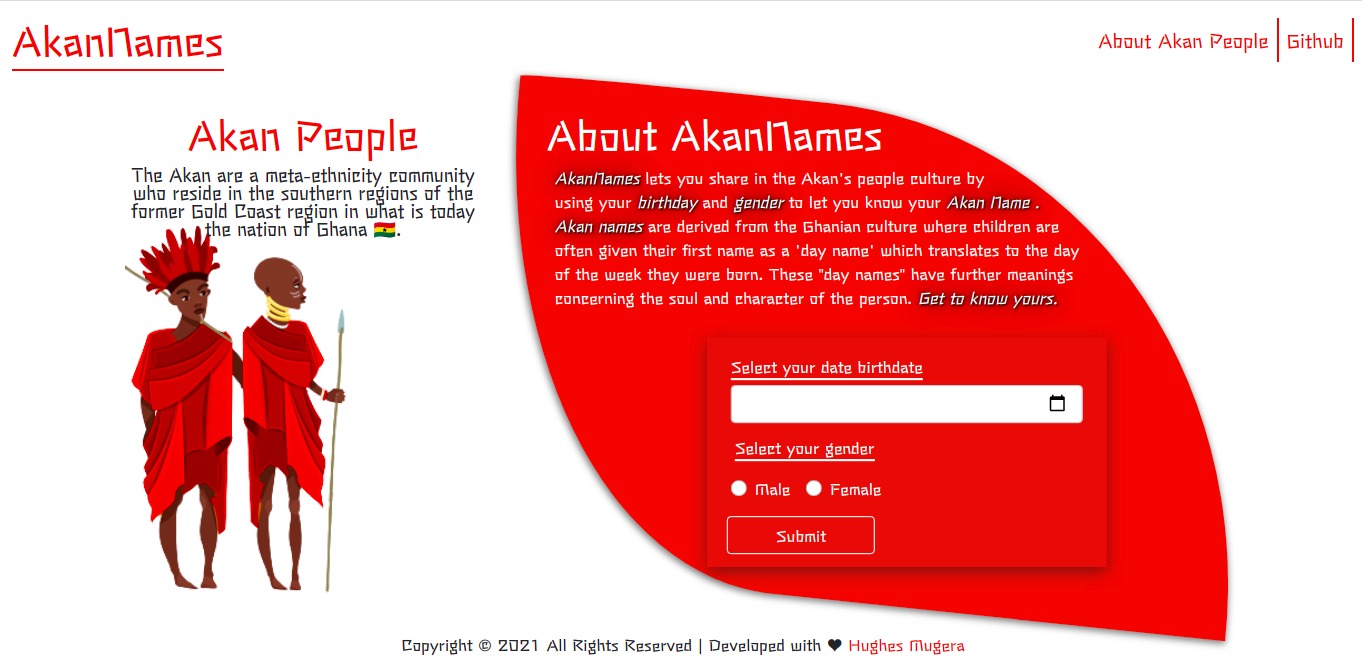 AkanNames
About Akan People
Github
Akan People
The Akan are a meta-ethnicity community
who reside in the southern regions of the
former Gold Coast region in what is today
the nation of Ghana 🇬🇭.
About AkanNames
AkanNames lets you share in the Akan's people culture by
using your birthday and gender to let you know your Akan Name .
Akan names are derived from the Ghanian culture where children are
often given their first name as a 'day name' which translates to the day
of the week they were born. These "day names" have further meanings
concerning the soul and character of the person. Get to know yours.
Select your date birthdate
Select your gender
Male Female
Submit
Copyright © 2021 All Rights Reserved | Developed with ♥ Hughes Mugera